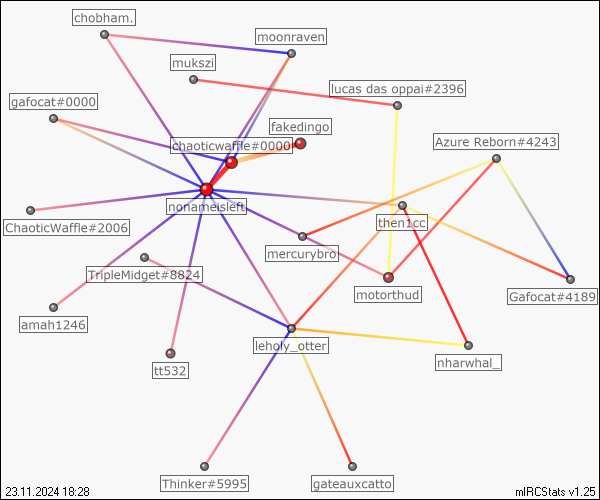 chobham.
moonraven
mukszi
lucas das oppai#2396
gafocat#0000
fakedingo
Azure Reborn#4243
chaoticwaffle#0000
nonameisleft
ChaoticWaffle#2006
then1cc
mercurybro
TripleMidget#8824
motorthud
Gafocat#4189
amah1246
leholy_otter
nharwhal_
tt532
Thinker#5995
gateauxcatto
23.11.2024 18:28
mIRCStats v1.25